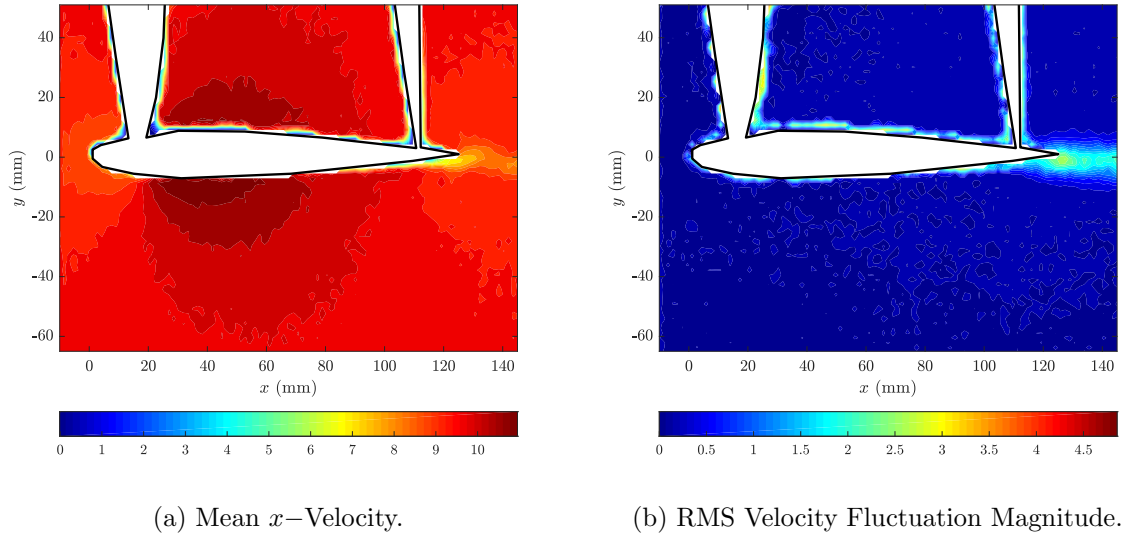 40
20
0
-20
-40
-60
y (mm)
0 20 40 60 80 100 120 140
x (mm)
0 1 2 3 4 5 6 7 8 9 10
(a) Mean x−Velocity.
40
20
0
-20
-40
-60
y (mm)
0 20 40 60 80 100 120 140
x (mm)
0 0.5 1 1.5 2 2.5 3 3.5 4 4.5
(b) RMS Velocity Fluctuation Magnitude.